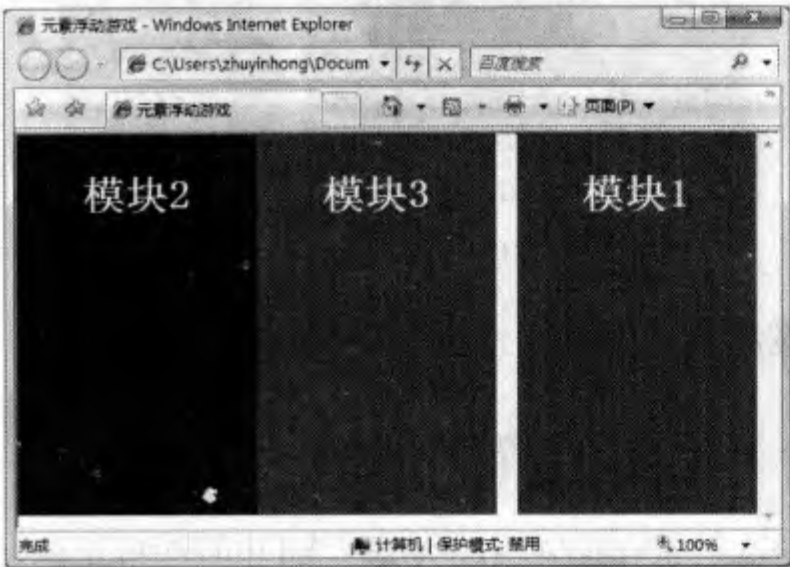 元素浮动游戏 - Windows Internet Explorer
C:\Users\zhuyinhong\Docum
百度搜索
元素浮动游戏
页面(P)
模块2
模块3
模块1
完成
计算机 | 保护模式: 禁用
100%